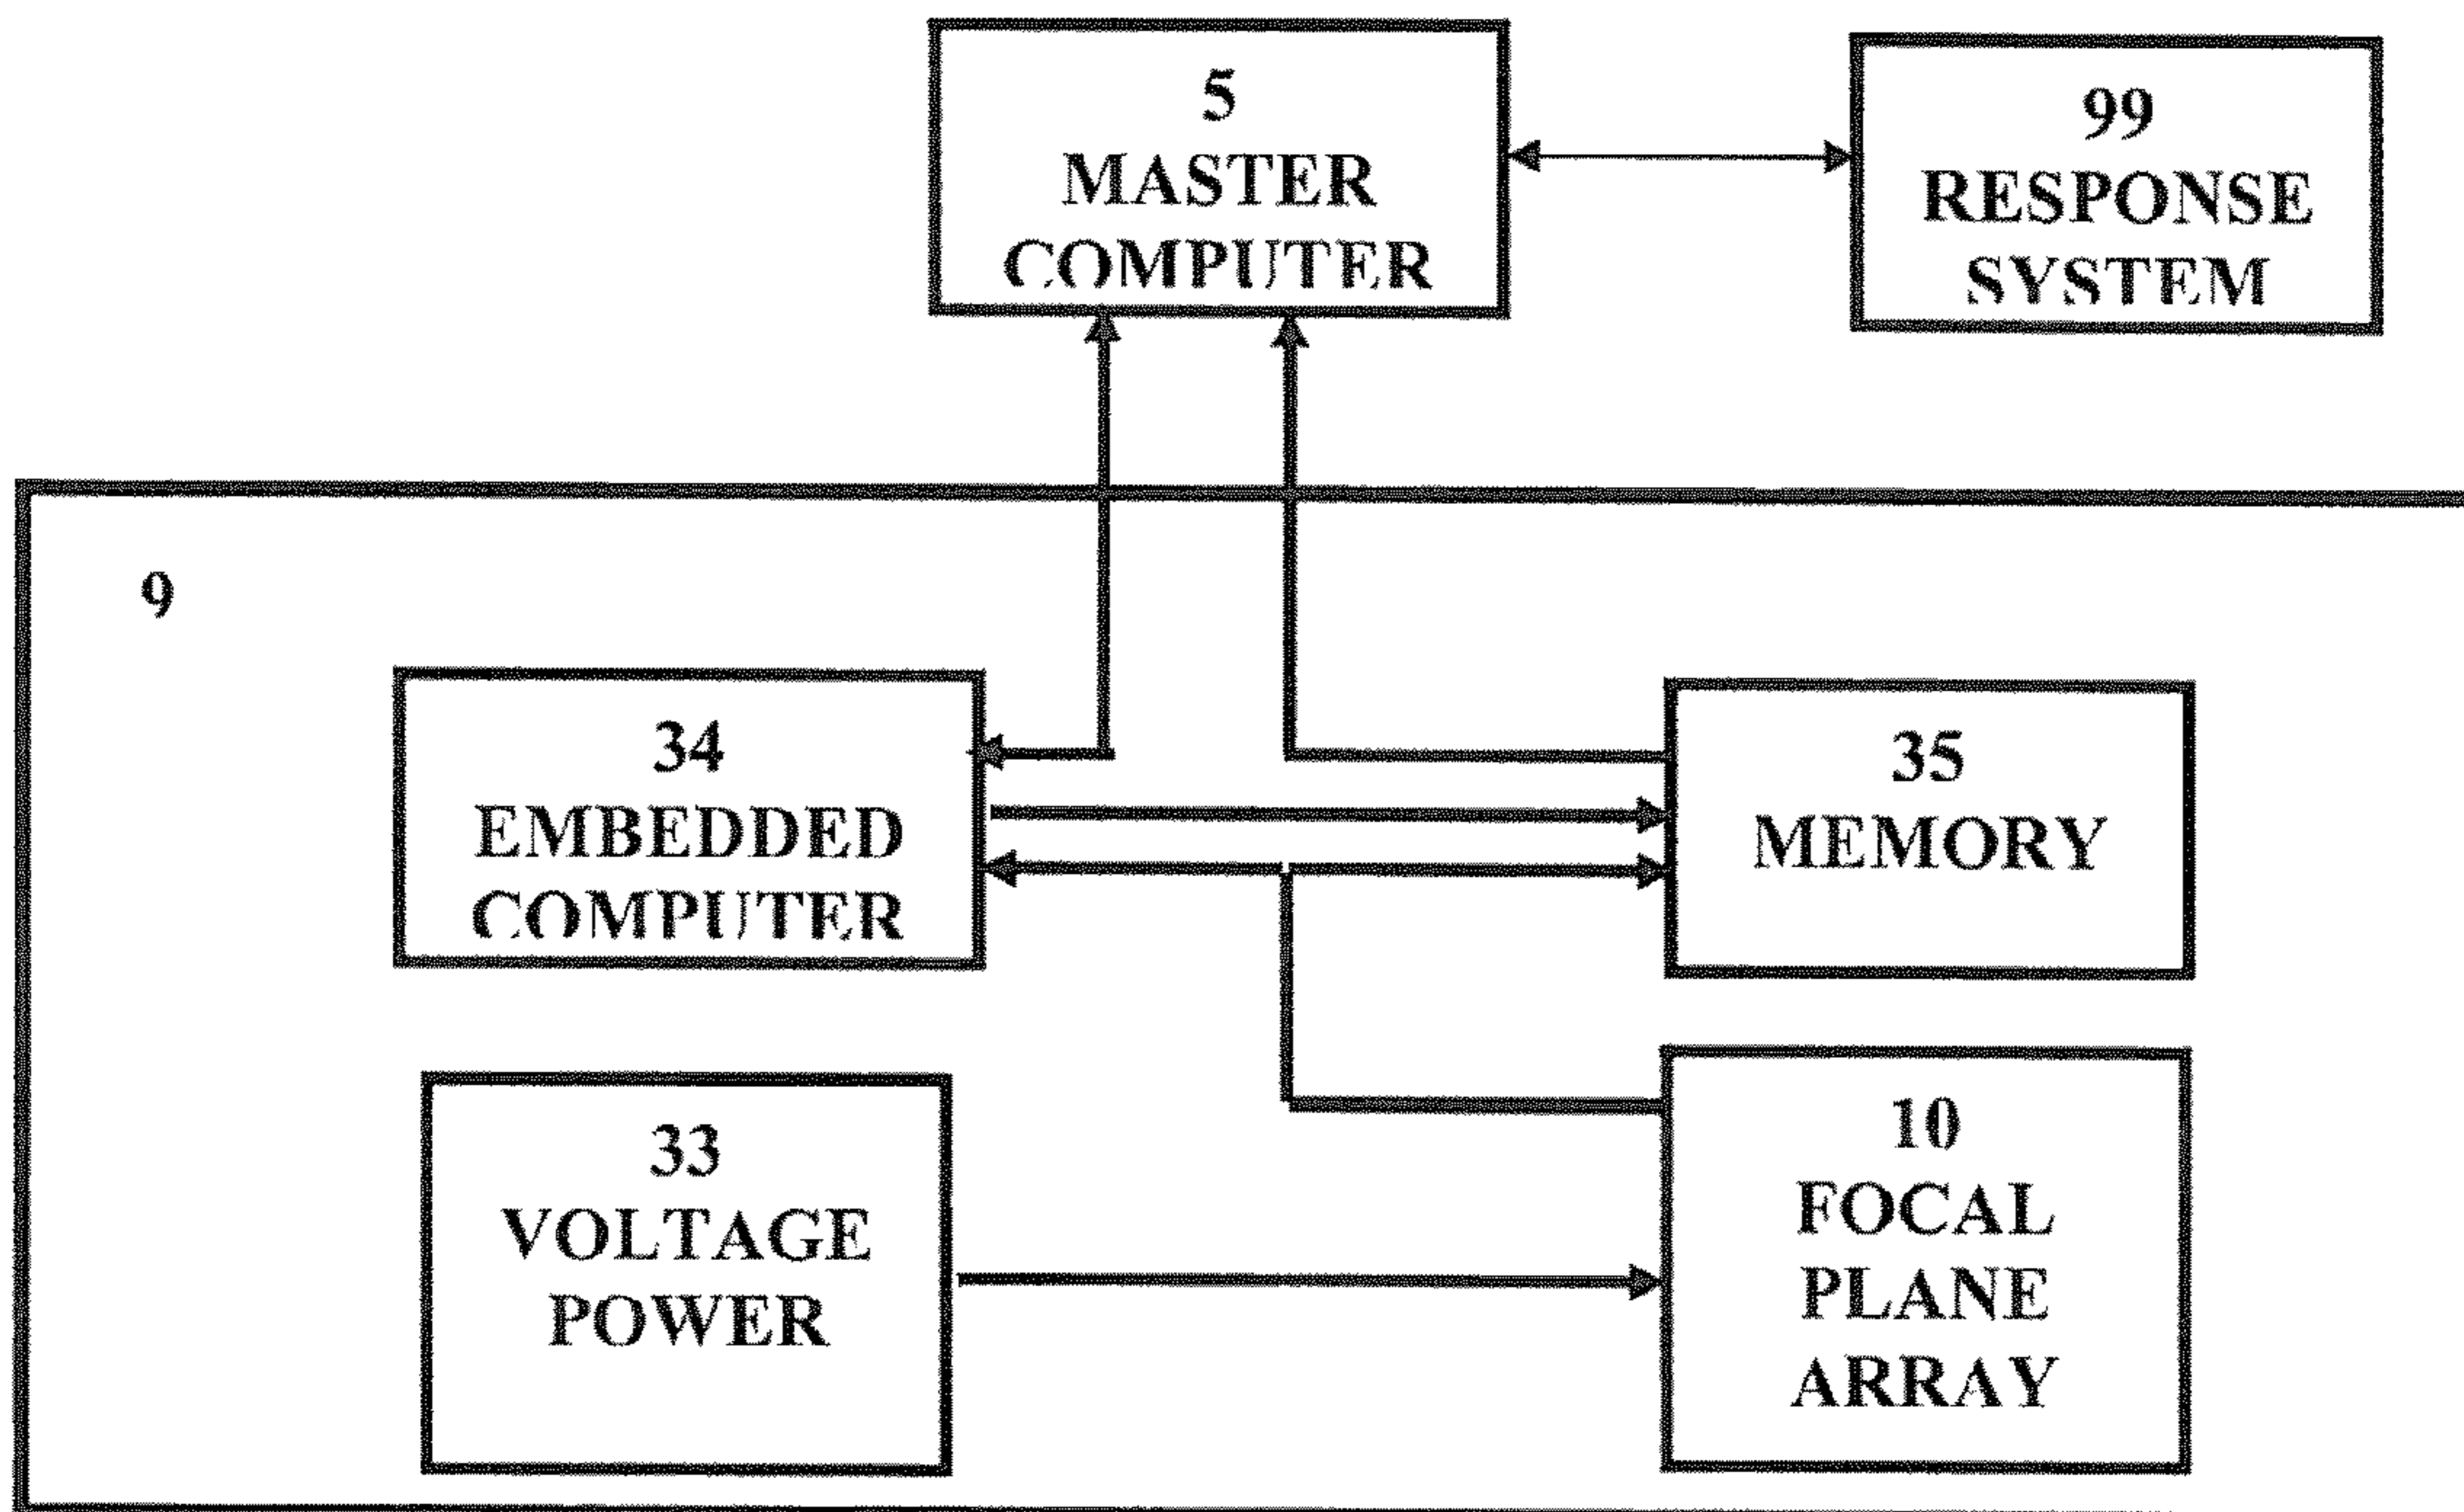 5
MASTER
COMPUTER
99
RESPONSE
SYSTEM
9
34
EMBEDDED
COMPUTER
35
MEMORY
33
VOLTAGE
POWER
10
FOCAL
PLANE
ARRAY